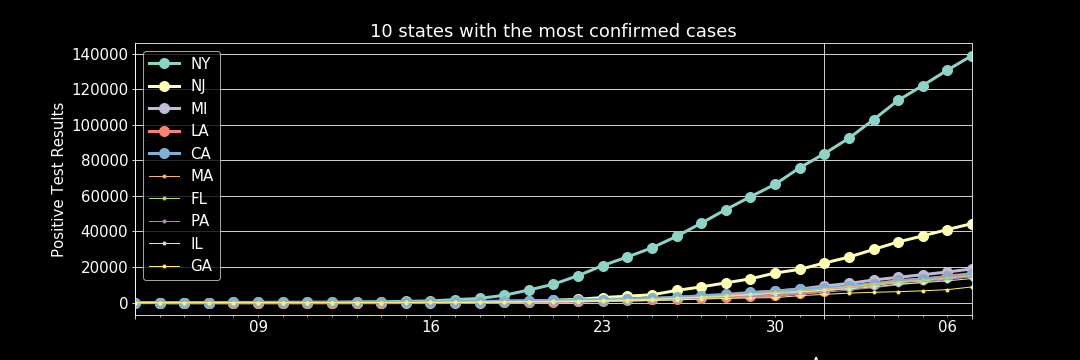 10 states with the most confirmed cases
Positive Test Results
140000
120000
100000
80000
60000
40000
20000
0
NY
NJ
MI
LA
CA
MA
FL
PA
IL
GA
09
16
23
30
06